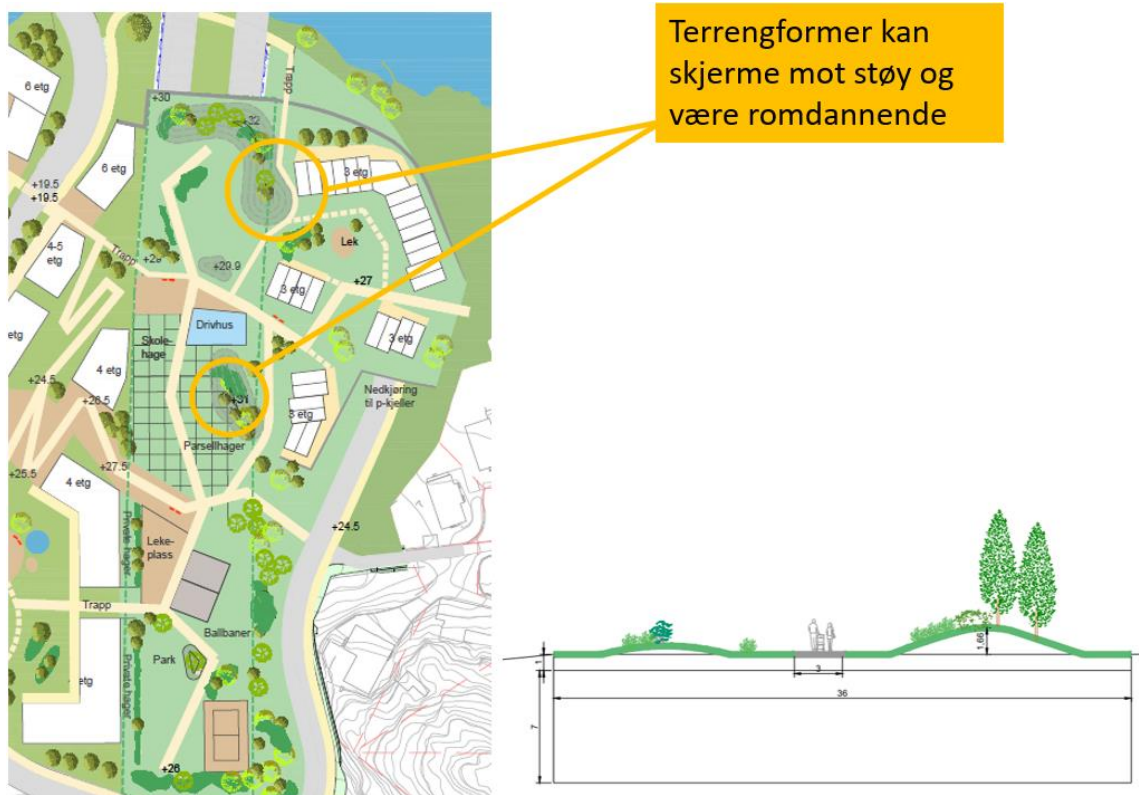 Terrengformer kan
skjerme mot støy og
være romdannende
6 etg
+30
+32
Trapp
6 etg
3 etg
+19.5
+19.5
4-5
etg
Trapp
+29
+29.9
Lek
+27
3 etg
Drivhus
Skole-
hage
3 etg
4 etg
+24.5
+31
Nedkjøring
til p-kjeller
3 etg
Parsellhager
+26.5
+27.5
+25.5
4 etg
+24.5
Private hager
Leke-
plass
Trapp
Ballbaner
Park
Private hager
etg
+26
1
1,66
3
36
7